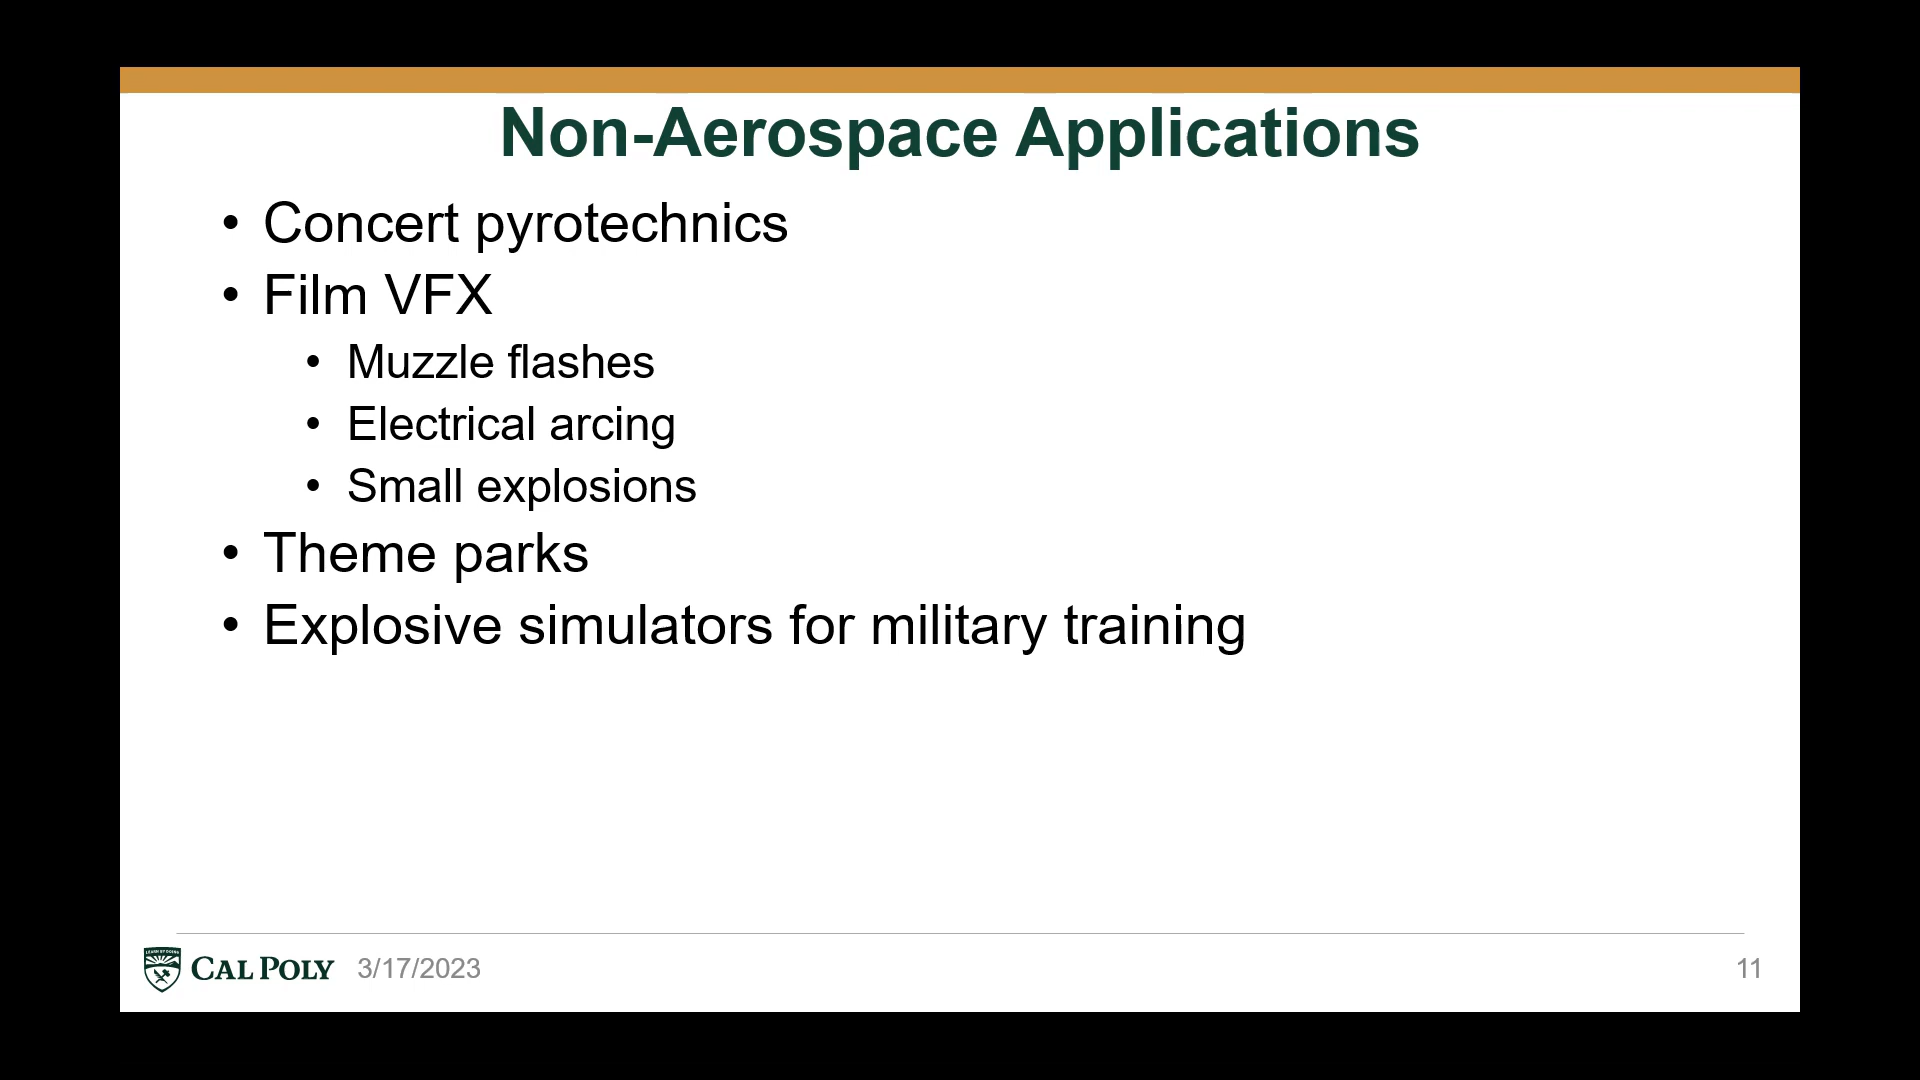 Non-Aerospace Applications
• Concert pyrotechnics
• Film VFX
• Muzzle flashes
• Electrical arcing
• Small explosions
• Theme parks
• Explosive simulators for military training
CAL POLY 3/17/2023
11